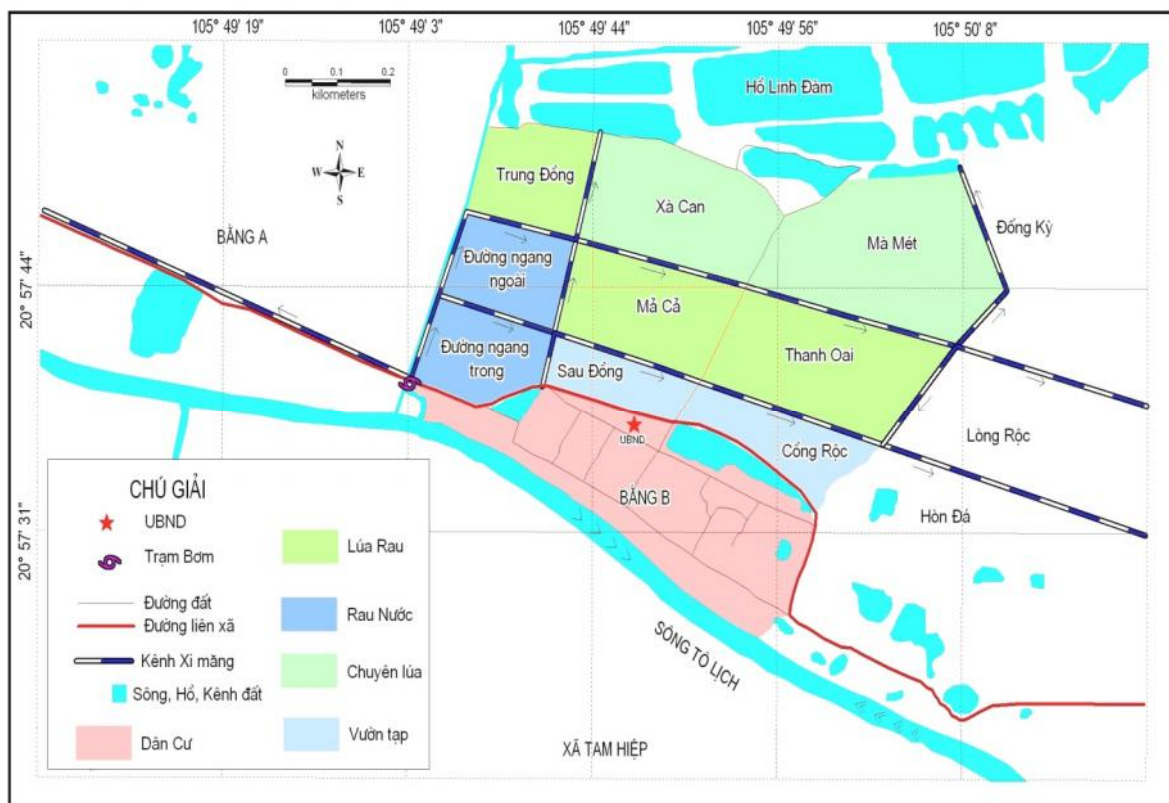 105° 49' 19"
105° 49' 3"
105° 49' 44"
105° 49' 56"
105° 50' 8"
0 0.1 0.2
kilometers
N
W E
S
Hồ Linh Đàm
Trung Đồng
Xà Can
Mà Mét
Đống Kỳ
BẰNG A
Đường ngang
ngoài
20° 57' 44"
Mả Cả
Thanh Oai
Đường ngang
trong
Sau Đồng
UBND
Cổng Rộc
Lòng Rộc
BẰNG B
Hòn Đá
20° 57' 31"
SÔNG TÔ LỊCH
XÃ TAM HIỆP
CHÚ GIẢI
UBND
Trạm Bơm
Đường đất
Đường liên xã
Kênh Xi măng
Sông, Hồ, Kênh đất
Dân Cư
Lúa Rau
Rau Nước
Chuyên lúa
Vườn tạp